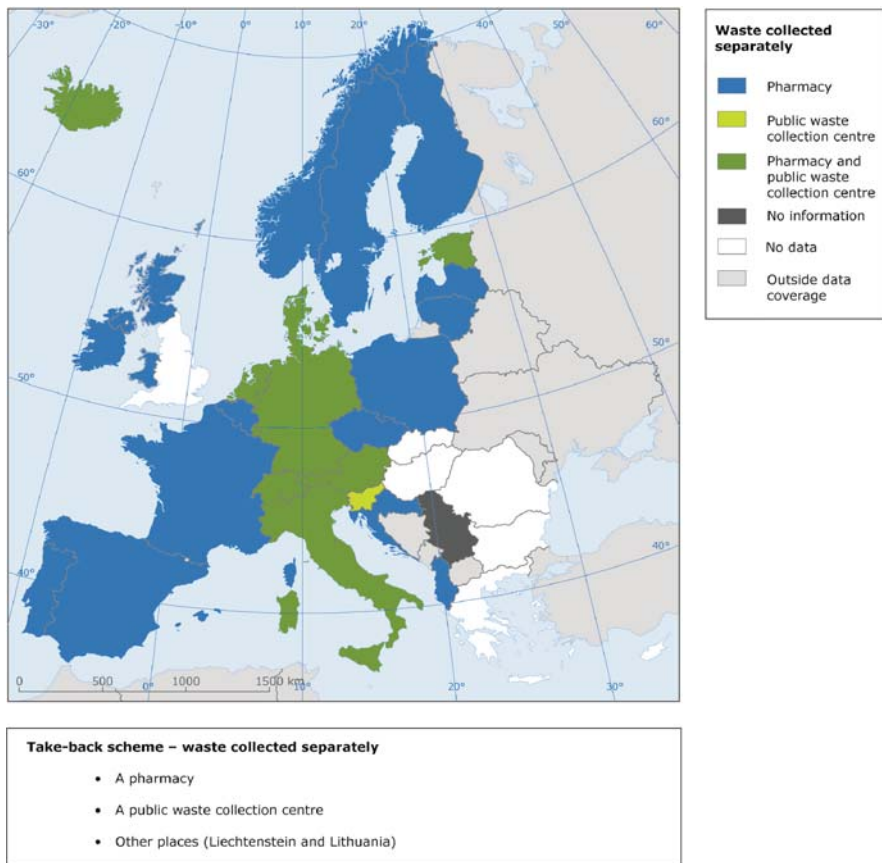 -30°
-20°
-10°
0°
10°
20°
30°
40°
50°
60°
60°
60°
50°
50°
40°
40°
0
500
1000
1500 km
0°
10°
20°
30°
Waste collected
separately
Pharmacy
Public waste
collection centre
Pharmacy and
public waste
collection centre
No information
No data
Outside data
coverage
Take-back scheme – waste collected separately
• A pharmacy
• A public waste collection centre
• Other places (Liechtenstein and Lithuania)